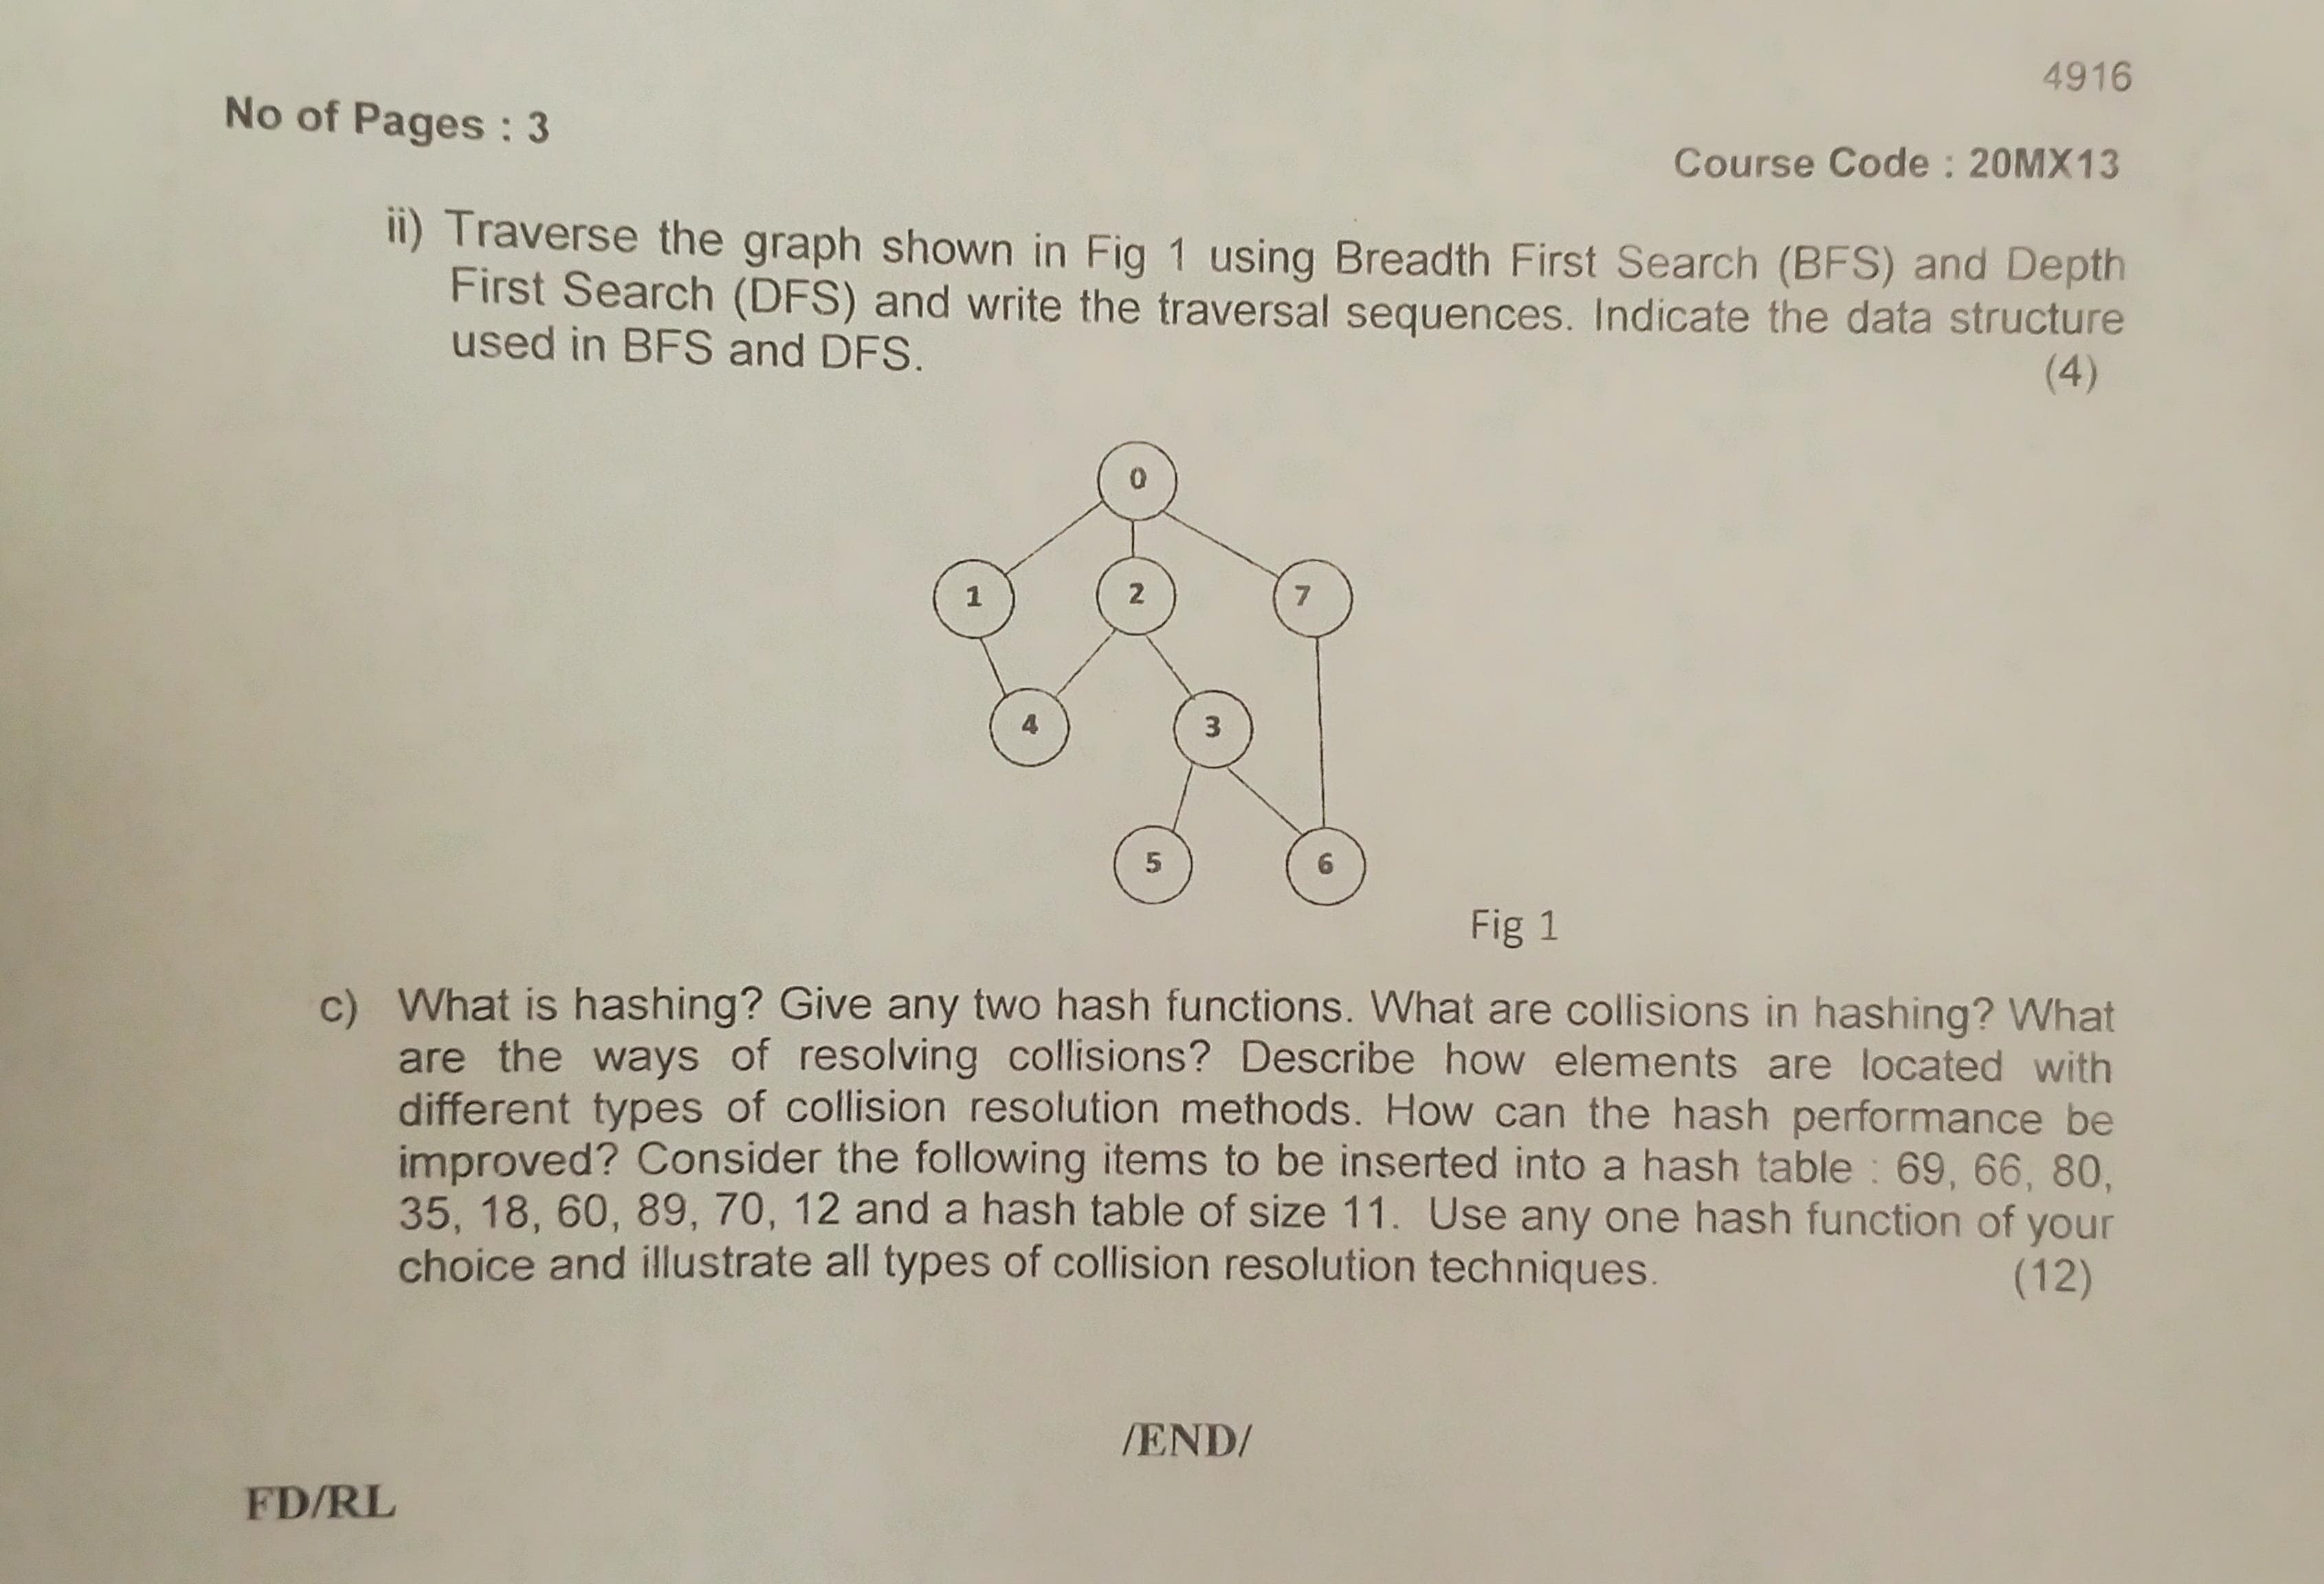 4916
No of Pages : 3
Course Code : 20MX13
ii) Traverse the graph shown in Fig 1 using Breadth First Search (BFS) and Depth
First Search (DFS) and write the traversal sequences. Indicate the data structure
used in BFS and DFS.
(4)
0
1 2 7
4 3
5 6
Fig 1
c) What is hashing? Give any two hash functions. What are collisions in hashing? What
are the ways of resolving collisions? Describe how elements are located with
different types of collision resolution methods. How can the hash performance be
improved? Consider the following items to be inserted into a hash table : 69, 66, 80,
35, 18, 60, 89, 70, 12 and a hash table of size 11. Use any one hash function of your
choice and illustrate all types of collision resolution techniques. (12)
/END/
FD/RL